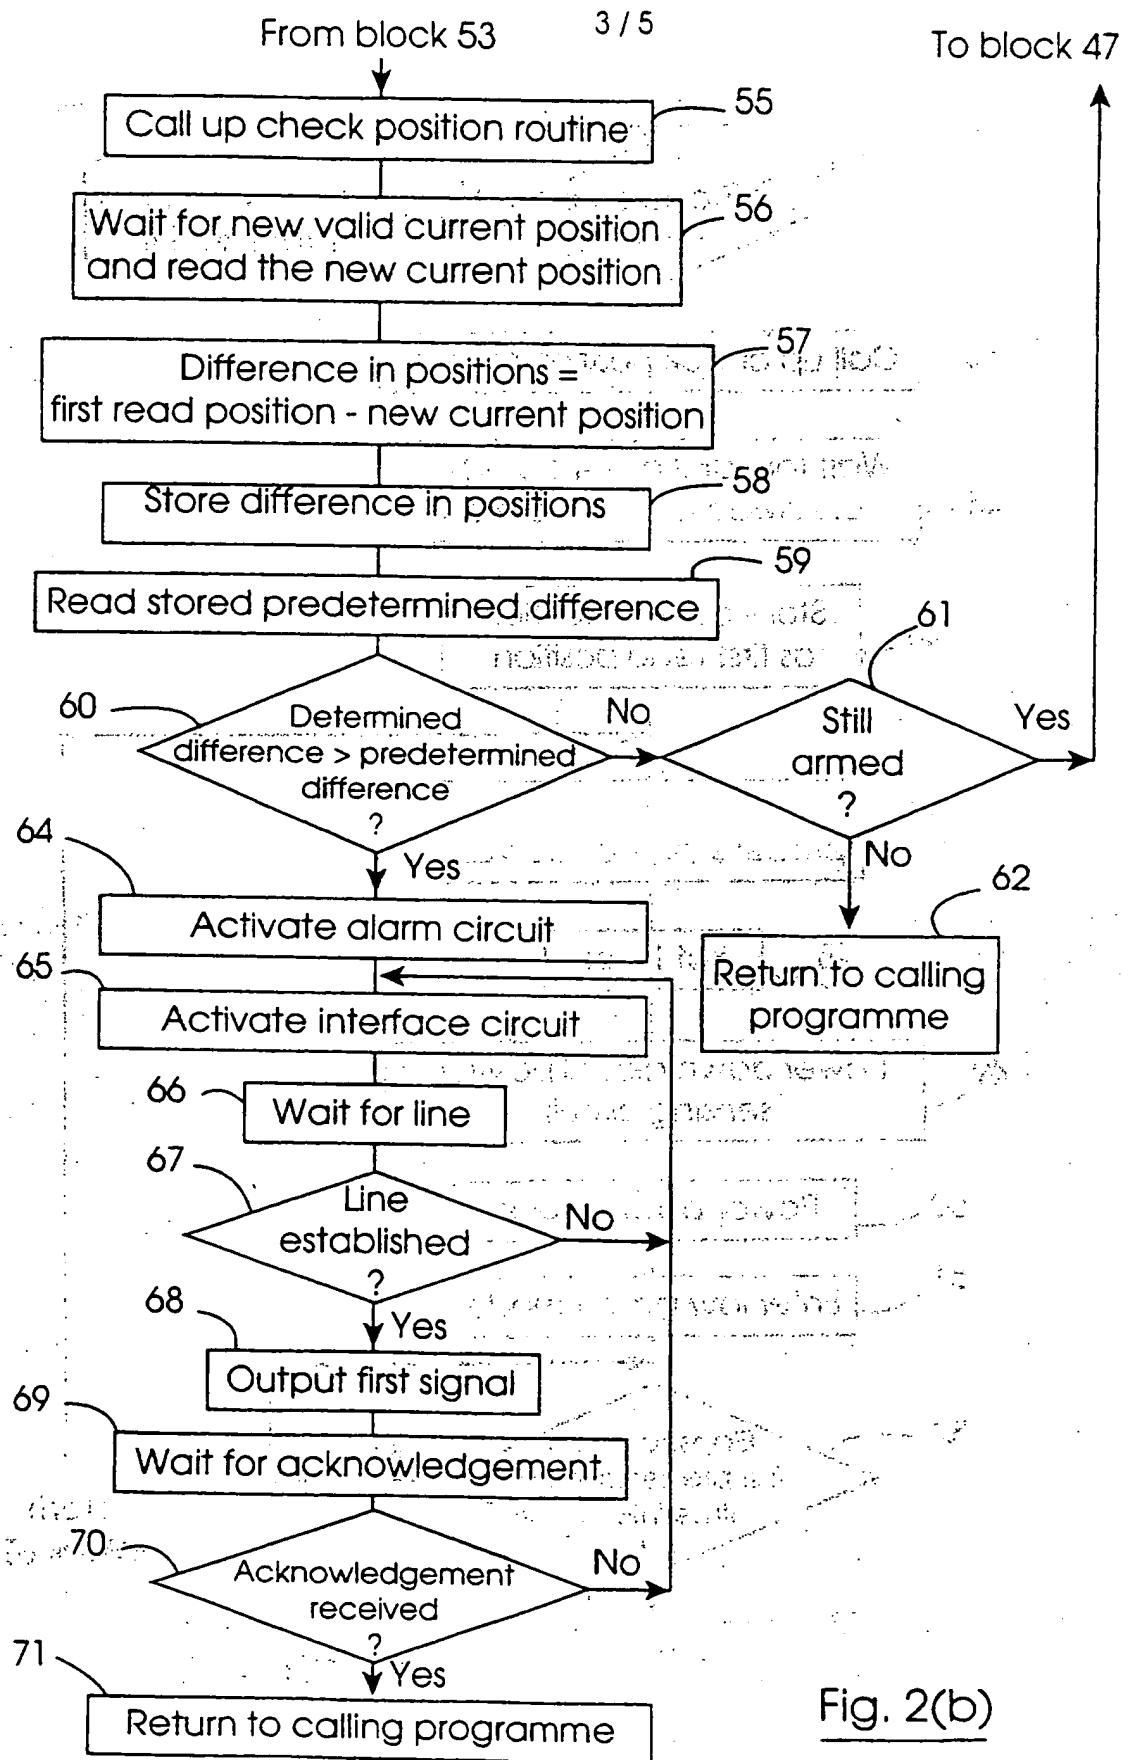 From block 53
3 / 5
To block 47
55
Call up check position routine
56
Wait for new valid current position
and read the new current position
57
Difference in positions =
first read position - new current position
58
Store difference in positions
59
Read stored predetermined difference
60
Determined
difference > predetermined
difference
?
No
61
Still
armed
?
Yes
No
62
Return to calling
programme
Yes
64
Activate alarm circuit
65
Activate interface circuit
66
Wait for line
67
Line
established
?
No
Yes
68
Output first signal
69
Wait for acknowledgement
70
Acknowledgement
received
?
No
Yes
71
Return to calling programme
Fig. 2(b)